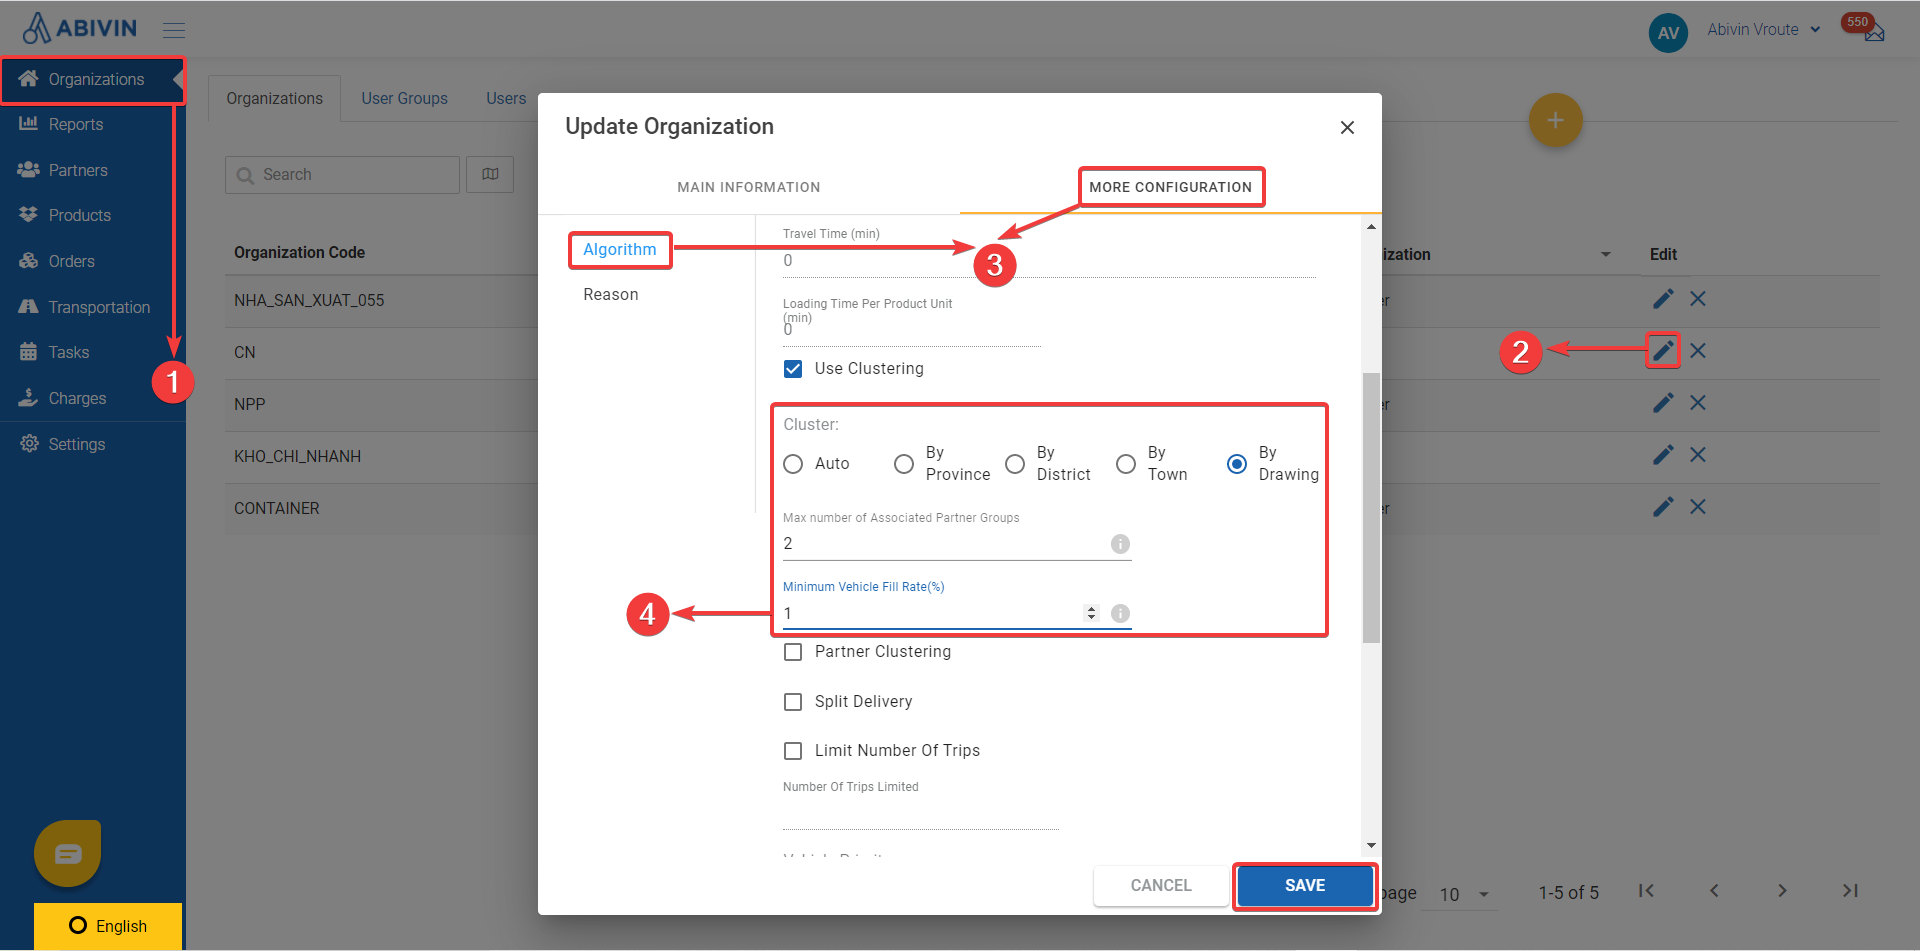 ABIVIN
AV
Abivin Vroute
550
Organizations
Reports
Partners
Products
Orders
Transportation
Tasks
Charges
Settings
1
English
Organizations
User Groups
Users
Search
Organization Code
NHA_SAN_XUAT_055
CN
NPP
KHO_CHI_NHANH
CONTAINER
Update Organization
MAIN INFORMATION
MORE CONFIGURATION
Algorithm
Reason
3
Travel Time (min)
0
Loading Time Per Product Unit
(min)
0
Use Clustering
Cluster:
Auto
By
Province
By
District
By
Town
By
Drawing
Max number of Associated Partner Groups
2
Minimum Vehicle Fill Rate(%)
1
4
Partner Clustering
Split Delivery
Limit Number Of Trips
Number Of Trips Limited
CANCEL
SAVE
ization
Edit
er
2
er
er
page
10
1-5 of 5